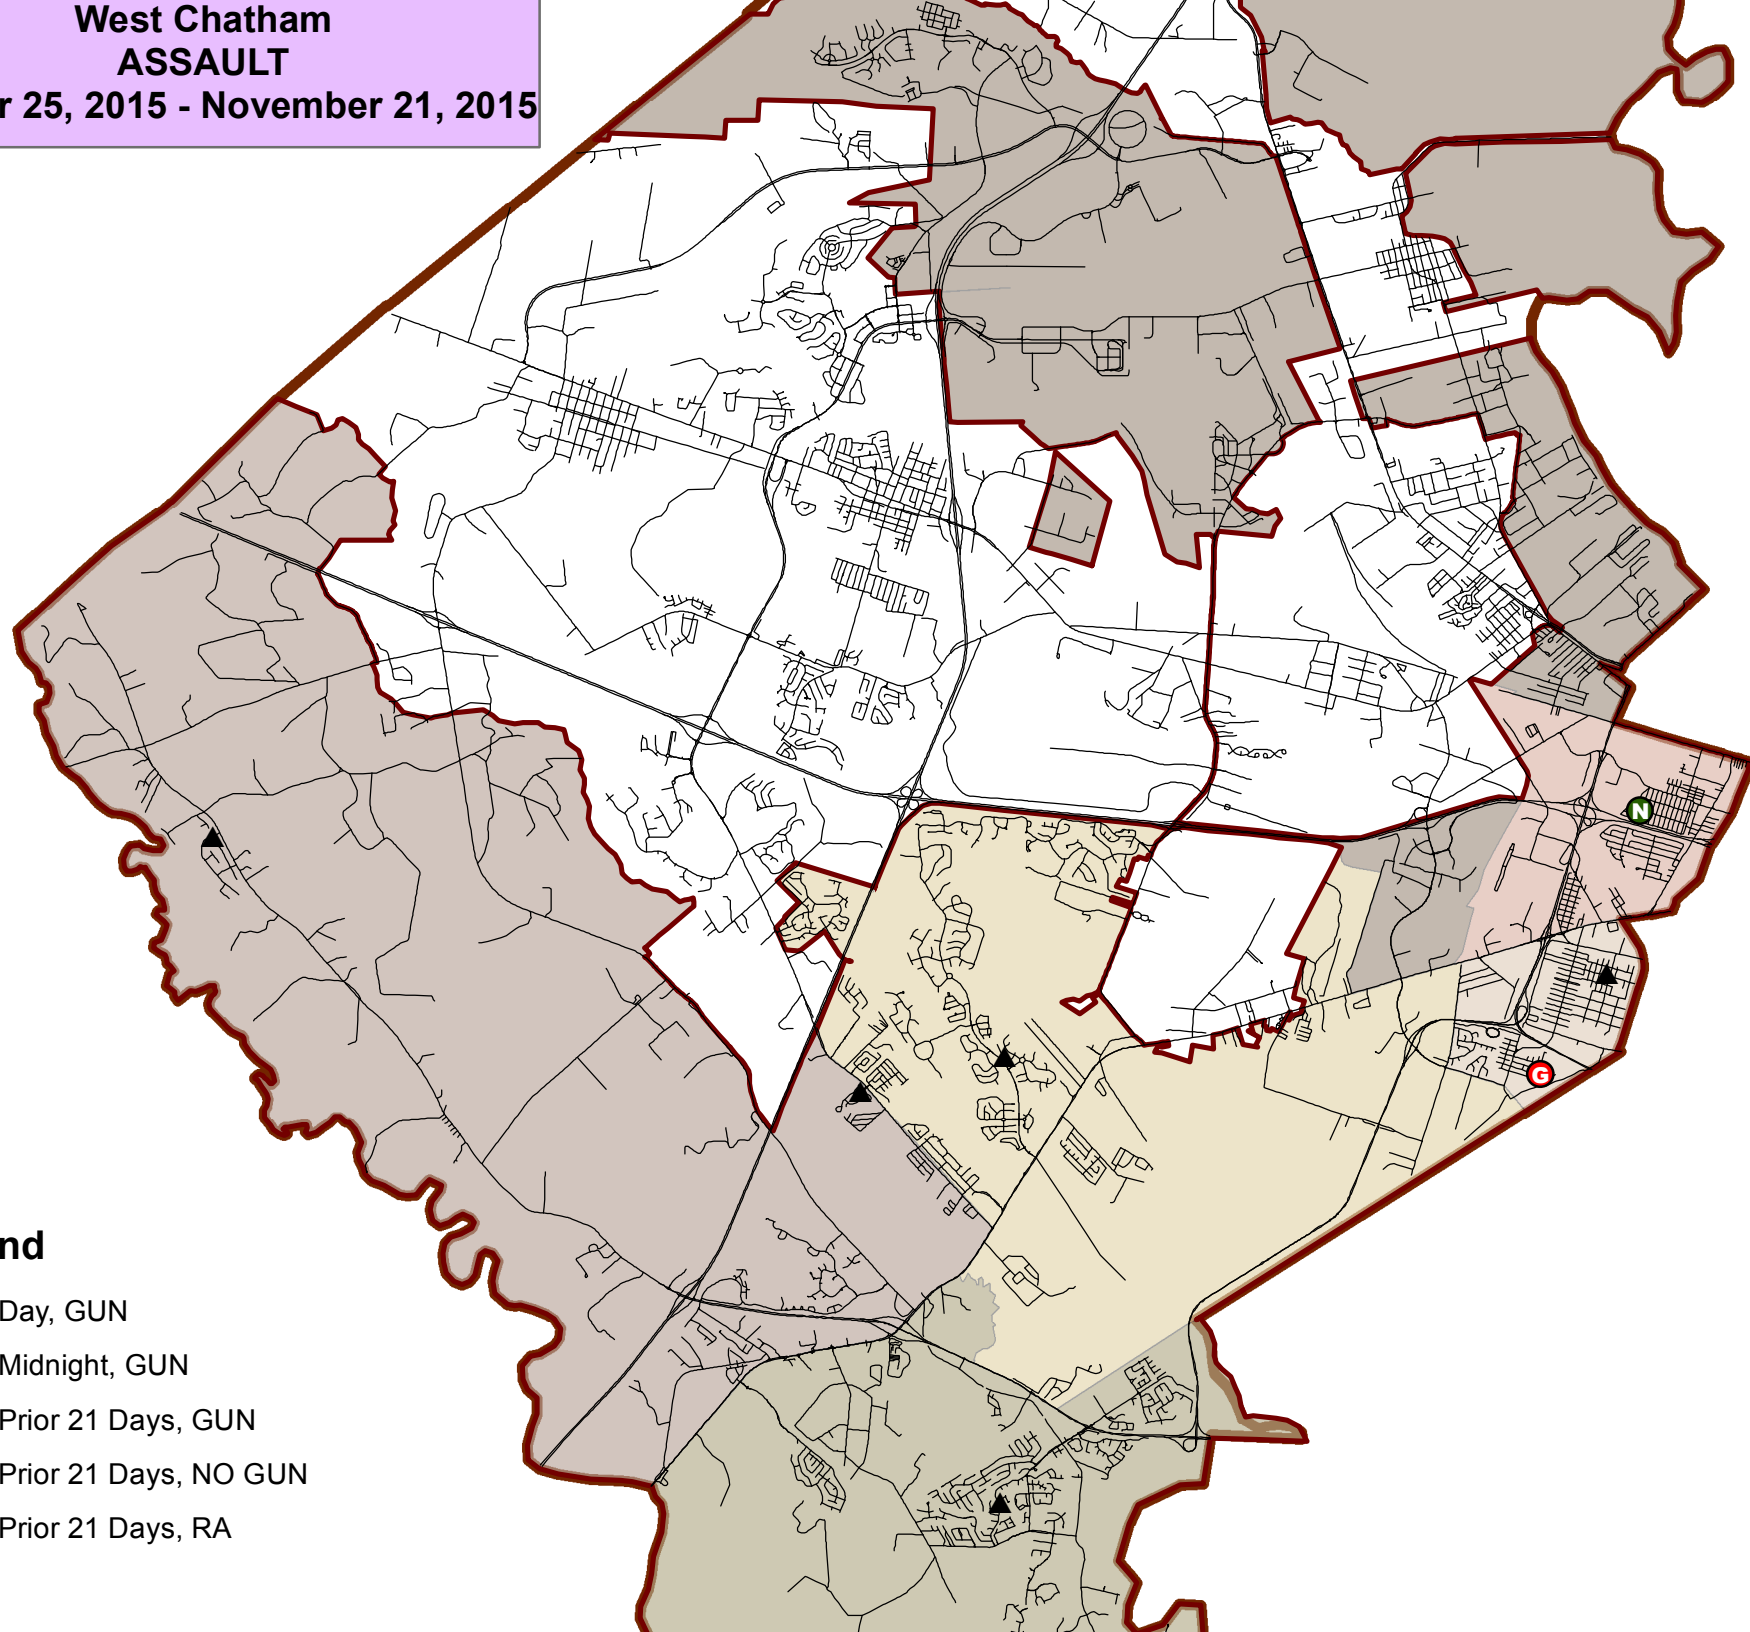 West Chatham
ASSAULT
r 25, 2015 - November 21, 2015
N
G
nd
Day, GUN
Midnight, GUN
Prior 21 Days, GUN
Prior 21 Days, NO GUN
Prior 21 Days, RA